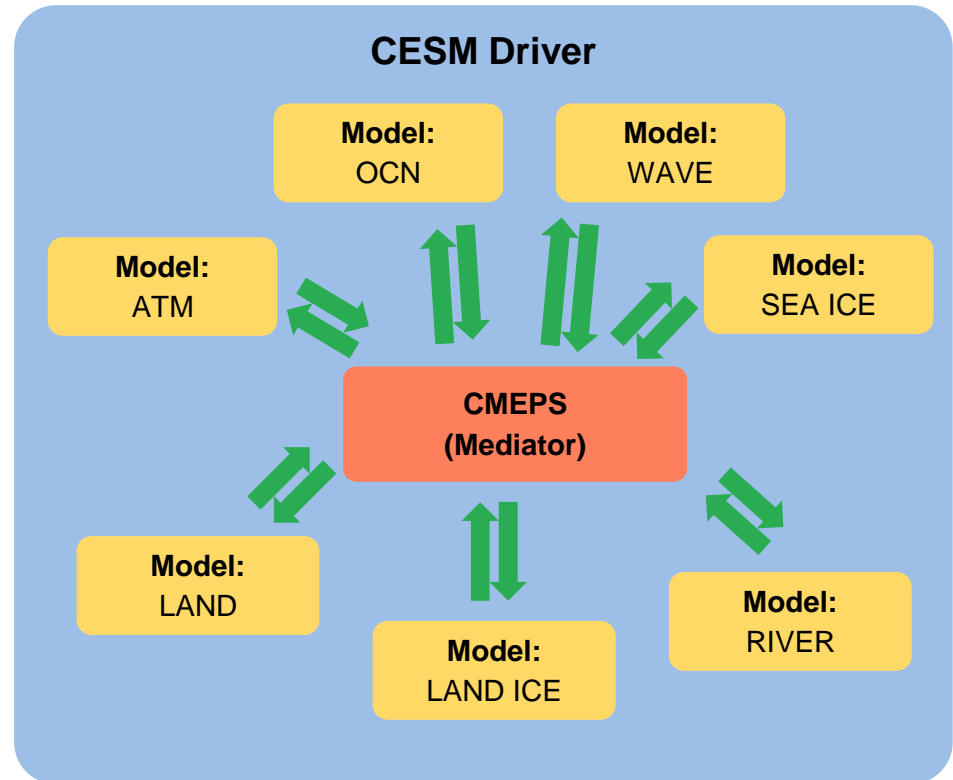 CESM Driver
Model:
OCN
Model:
WAVE
Model:
ATM
Model:
SEA ICE
CMEPS
(Mediator)
Model:
LAND
Model:
LAND ICE
Model:
RIVER